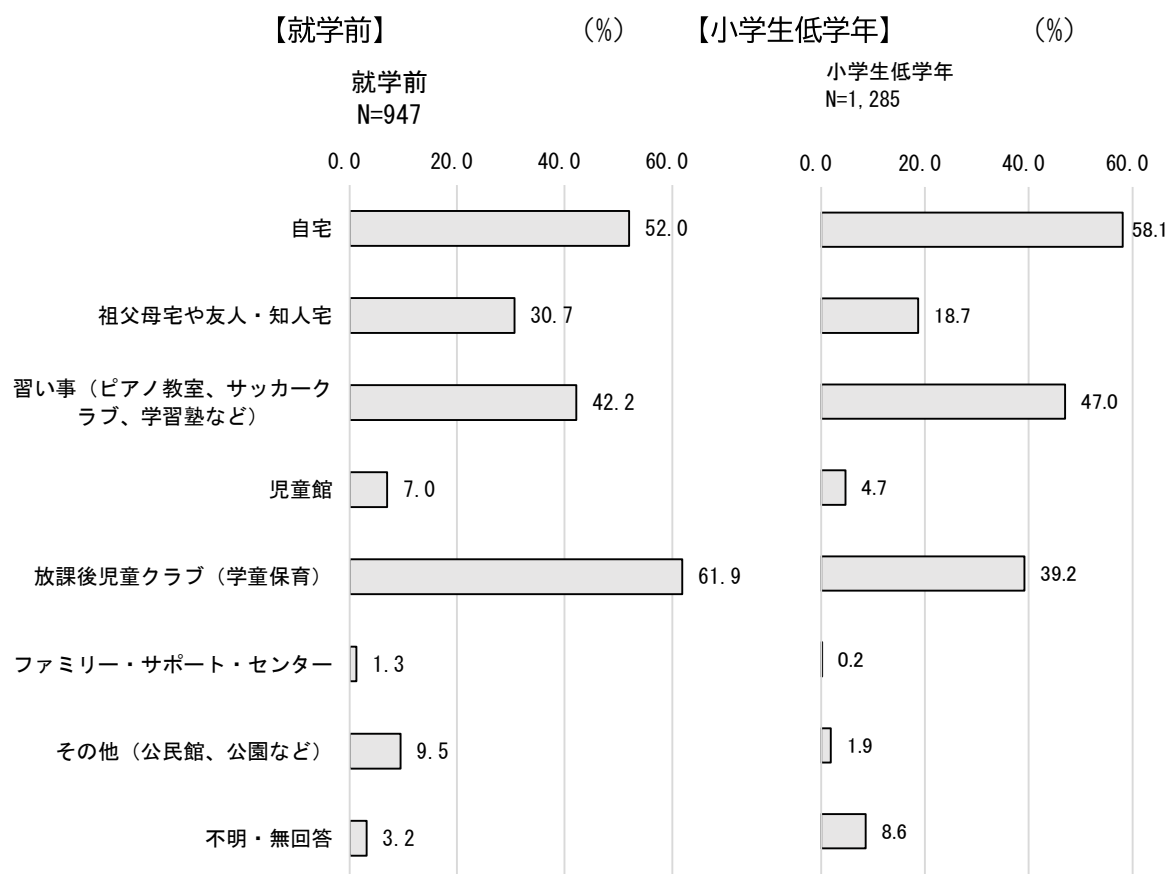 【就学前】 (%)
就学前
N=947
0.0 20.0 40.0 60.0
自宅 52.0
祖父母宅や友人・知人宅 30.7
習い事（ピアノ教室、サッカーク
ラブ、学習塾など） 42.2
児童館 7.0
放課後児童クラブ（学童保育） 61.9
ファミリー・サポート・センター 1.3
その他（公民館、公園など） 9.5
不明・無回答 3.2
【小学生低学年】 (%)
小学生低学年
N=1,285
0.0 20.0 40.0 60.0
58.1
18.7
47.0
4.7
39.2
0.2
1.9
8.6